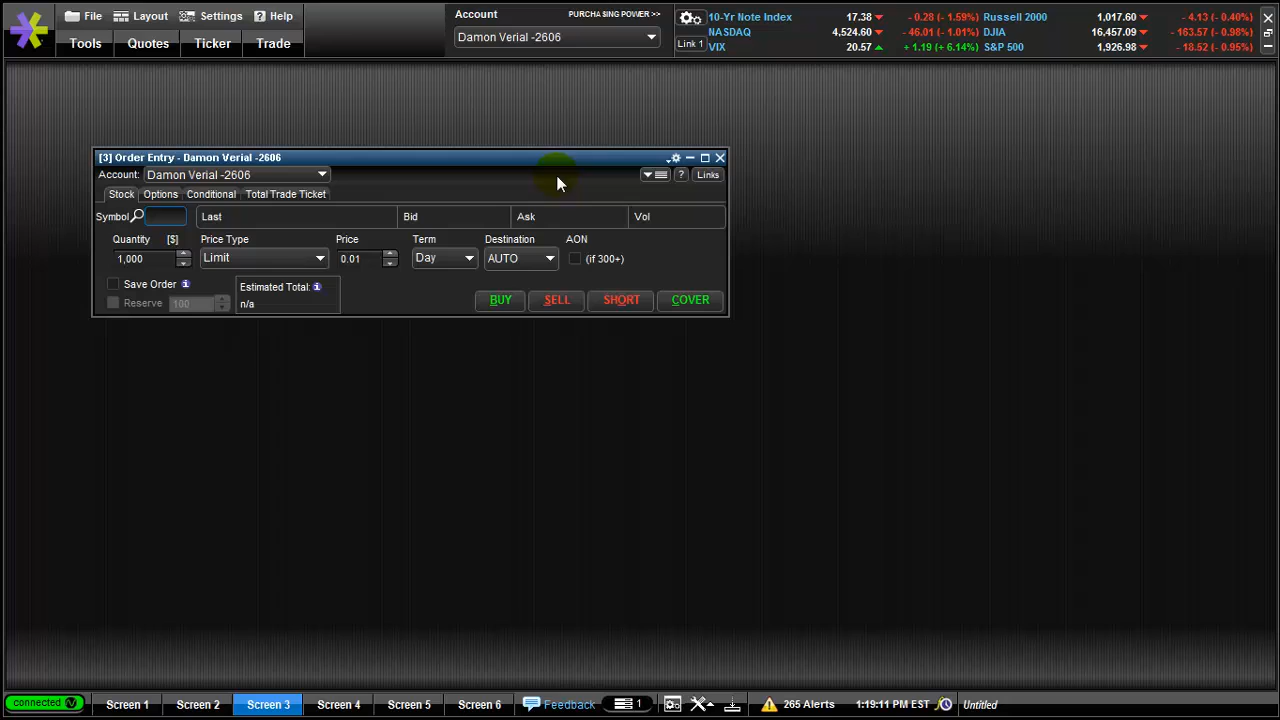 File Layout Settings Help
Tools Quotes Ticker Trade
Account PURCHASING POWER >>
Damon Verial -2606
Link 1
10-Yr Note Index 17.38 - 0.28 (- 1.59%) Russell 2000 1,017.60 - 4.13 (- 0.40%)
NASDAQ 4,524.60 - 46.01 (- 1.01%) DJIA 16,457.09 - 163.57 (- 0.98%)
VIX 20.57 + 1.19 (+ 6.14%) S&P 500 1,926.98 - 18.52 (- 0.95%)
[3] Order Entry - Damon Verial -2606
Account: Damon Verial -2606 ? Links
Stock Options Conditional Total Trade Ticket
Symbol Last Bid Ask Vol
Quantity [$] Price Type Price Term Destination AON
1,000 Limit 0.01 Day AUTO (if 300+)
Save Order Estimated Total:
Reserve 100 n/a
BUY SELL SHORT COVER
connected Screen 1 Screen 2 Screen 3 Screen 4 Screen 5 Screen 6 Feedback 1 265 Alerts 1:19:11 PM EST Untitled